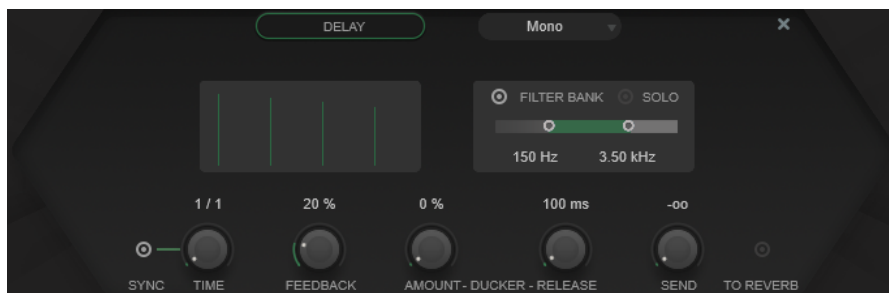 DELAY Mono
FILTER BANK SOLO
150 Hz 3.50 kHz
1 / 1 20 % 0 % 100 ms -oo
SYNC TIME FEEDBACK AMOUNT - DUCKER - RELEASE SEND TO REVERB